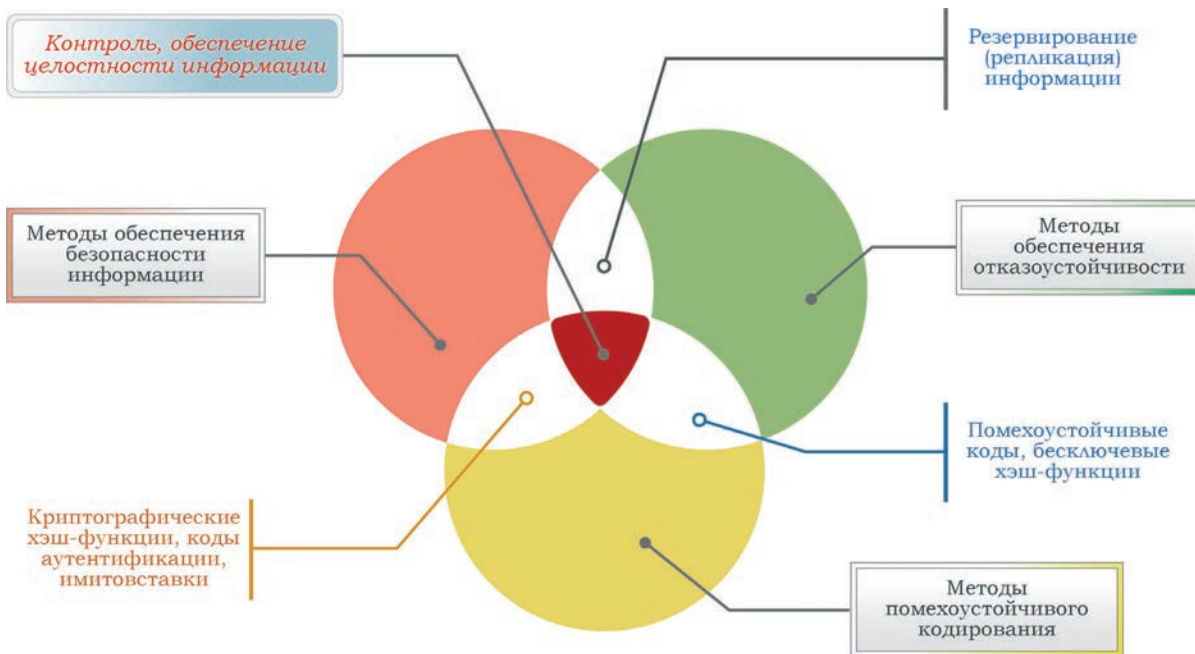 Контроль, обеспечение
целостности информации
Резервирование
(репликация)
информации
Методы обеспечения
безопасности
информации
Методы
обеспечения
отказоустойчивости
Помехоустойчивые
коды, бесключевые
хэш-функции
Криптографические
хэш-функции, коды
аутентификации,
имитовставки
Методы
помехоустойчивого
кодирования